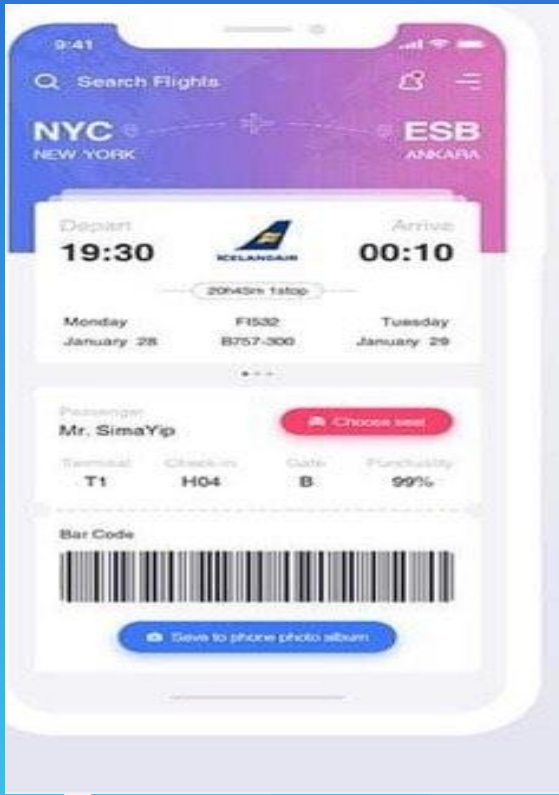 9:41
Search Flights
NYC ESB
NEW YORK ANKARA
Depart Arrive
19:30 ICELANDAIR 00:10
20h45m 1stop
Monday FI532 Tuesday
January 28 B757-300 January 29
Passenger
Mr. SimaYip Choose seat
Terminal Check-in Gate Punctuality
T1 H04 B 99%
Bar Code
Save to phone photo album